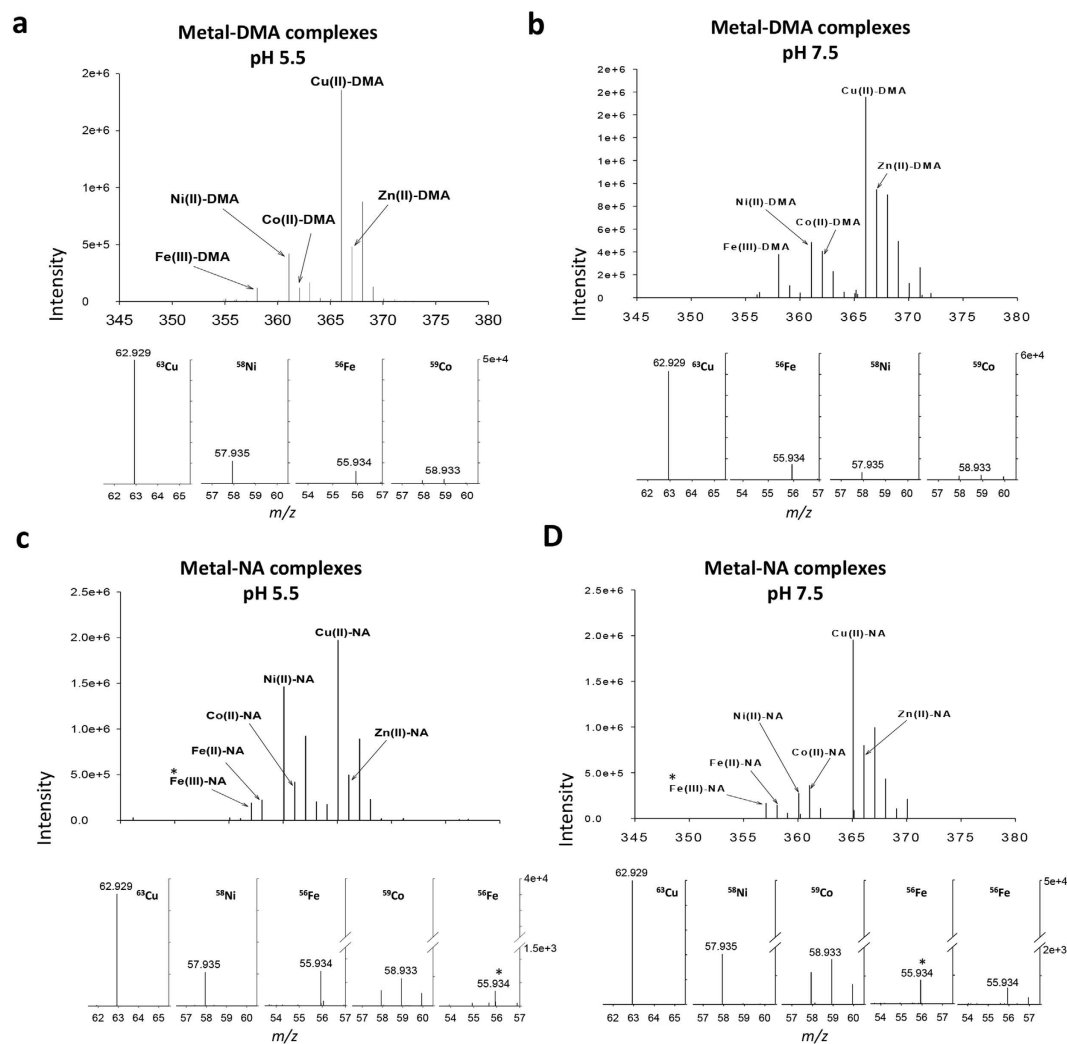 a
Metal-DMA complexes
pH 5.5
2e+6
2e+6
1e+6
5e+5
0
Intensity
Cu(II)-DMA
Ni(II)-DMA
Co(II)-DMA
Zn(II)-DMA
Fe(III)-DMA
345 350 355 360 365 370 375 380
62.929
63Cu
58Ni
56Fe
59Co
5e+4
57.935
55.934
58.933
62 63 64 65 57 58 59 60 54 55 56 57 57 58 59 60
m/z
b
Metal-DMA complexes
pH 7.5
2e+6
2e+6
2e+6
1e+6
1e+6
1e+6
8e+5
6e+5
4e+5
2e+5
0
Intensity
Cu(II)-DMA
Zn(II)-DMA
Ni(II)-DMA
Co(II)-DMA
Fe(III)-DMA
345 350 355 360 365 370 375 380
62.929
63Cu
56Fe
58Ni
59Co
6e+4
55.934
57.935
58.933
62 63 64 65 54 55 56 57 57 58 59 60 57 58 59 60
m/z
c
Metal-NA complexes
pH 5.5
2.5e+6
2.0e+6
1.5e+6
1.0e+6
5.0e+5
0.0
Intensity
Cu(II)-NA
Ni(II)-NA
Co(II)-NA
Zn(II)-NA
Fe(II)-NA
*
Fe(III)-NA
62.929
63Cu
58Ni
56Fe
59Co
56Fe
4e+4
1.5e+3
57.935
55.934
58.933
*
55.934
62 63 64 65 57 58 59 60 54 55 56 57 57 58 59 60 54 55 56 57
m/z
D
Metal-NA complexes
pH 7.5
2.5e+6
2.0e+6
1.5e+6
1.0e+6
5.0e+5
0.0
Intensity
Cu(II)-NA
Ni(II)-NA
Zn(II)-NA
Co(II)-NA
Fe(II)-NA
*
Fe(III)-NA
345 350 355 360 365 370 375 380
62.929
63Cu
58Ni
59Co
56Fe
56Fe
5e+4
2e+3
57.935
58.933
*
55.934
55.934
62 63 64 65 57 58 59 60 57 58 59 60 54 55 56 57 54 55 56 57
m/z